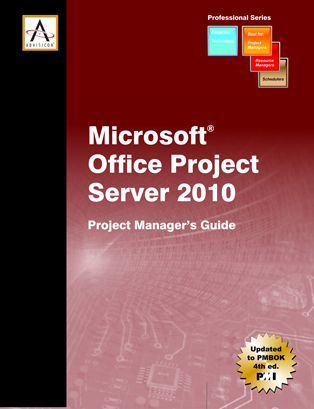 Professional Series
ADVISICON
Best for:
Project
Managers
Resource
Managers
Schedulers
Microsoft®
Office Project
Server 2010
Project Manager's Guide
Updated
to PMBOK
4th ed.
PMI